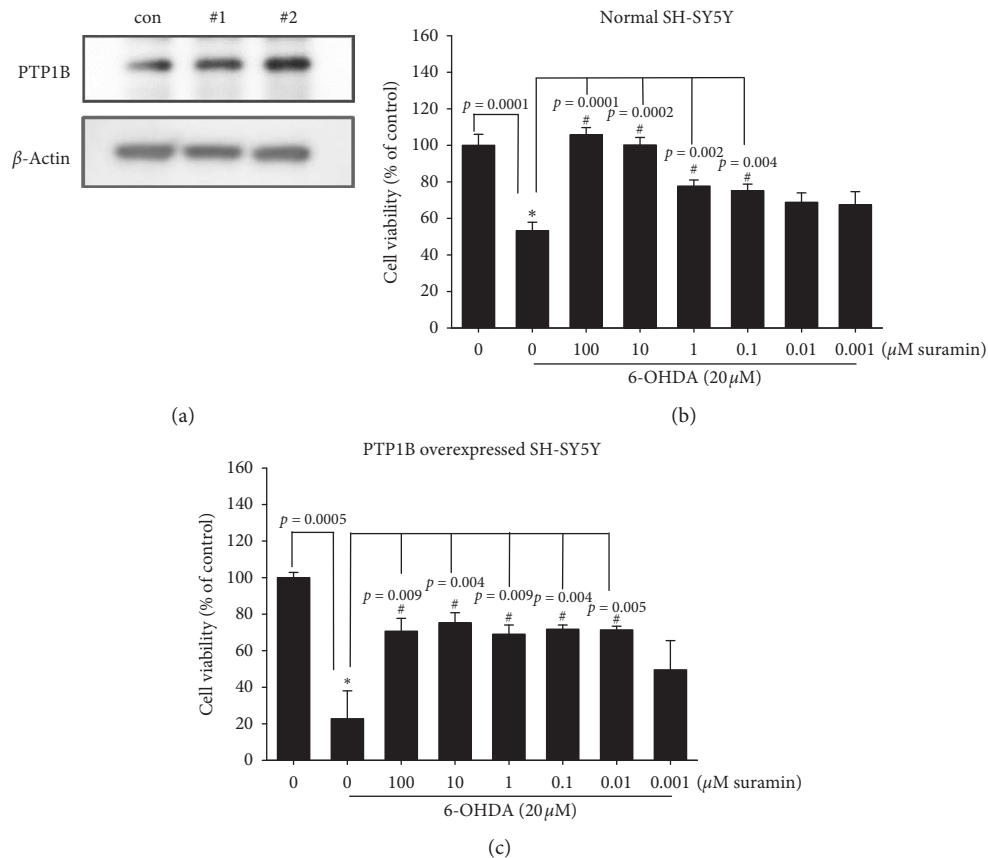 con #1 #2
PTP1B
β-Actin
(a)
Normal SH-SY5Y
160
140
120
100
80
60
40
20
0
Cell viability (% of control)
p = 0.0001
p = 0.0001
p = 0.0002
p = 0.002
p = 0.004
*
#
#
#
#
0 0 100 10 1 0.1 0.01 0.001 (μM suramin)
6-OHDA (20 μM)
(b)
PTP1B overexpressed SH-SY5Y
160
140
120
100
80
60
40
20
0
Cell viability (% of control)
p = 0.0005
p = 0.009
p = 0.004
p = 0.009
p = 0.004
p = 0.005
*
#
#
#
#
#
0 0 100 10 1 0.1 0.01 0.001 (μM suramin)
6-OHDA (20 μM)
(c)